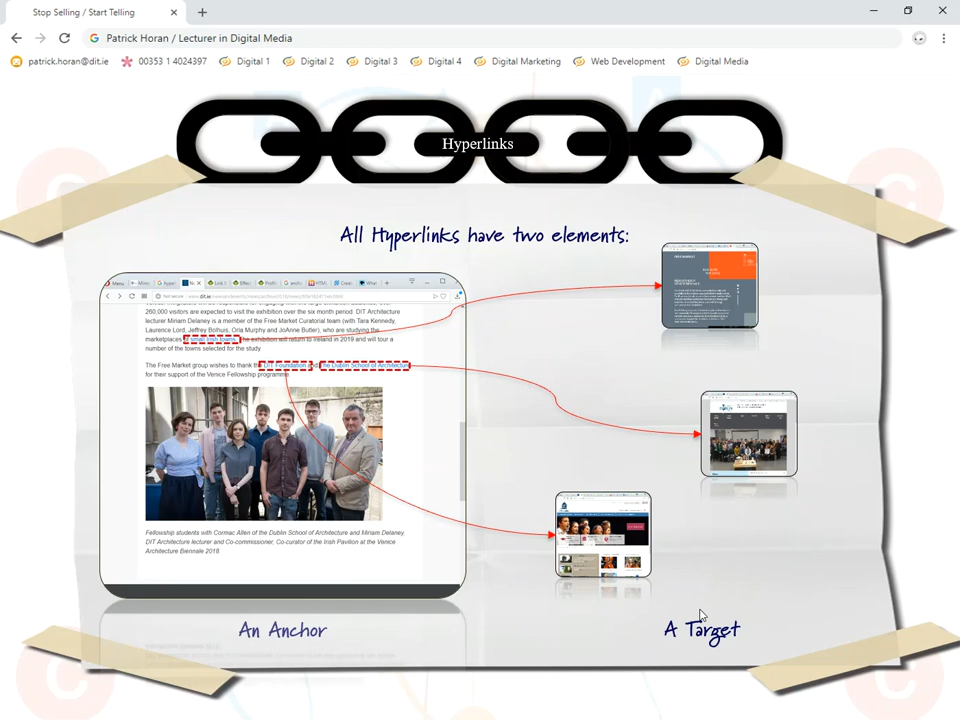 Stop Selling / Start Telling
Patrick Horan / Lecturer in Digital Media
patrick.horan@dit.ie
00353 1 4024397
Digital 1
Digital 2
Digital 3
Digital 4
Digital Marketing
Web Development
Digital Media
Hyperlinks
All Hyperlinks have two elements:
260,000 visitors are expected to visit the exhibition over the six month period. DIT Architecture
lecturer Miriam Delaney is a member of the Free Market Curatorial team (with Tara Kennedy,
Laurence Lord, Jeffrey Bolhuis, Orla Murphy and JoAnne Butler), who are studying the
marketplaces of small Irish towns. The exhibition will return to Ireland in 2019 and will tour a
number of the towns selected for the study.
The Free Market group wishes to thank the DIT Foundation and The Dublin School of Architecture
for their support of the Venice Fellowship programme.
Fellowship students with Cormac Allen of the Dublin School of Architecture and Miriam Delaney,
DIT Architecture lecturer and Co-commissioner, Co-curator of the Irish Pavilion at the Venice
Architecture Biennale 2018
An Anchor
A Target